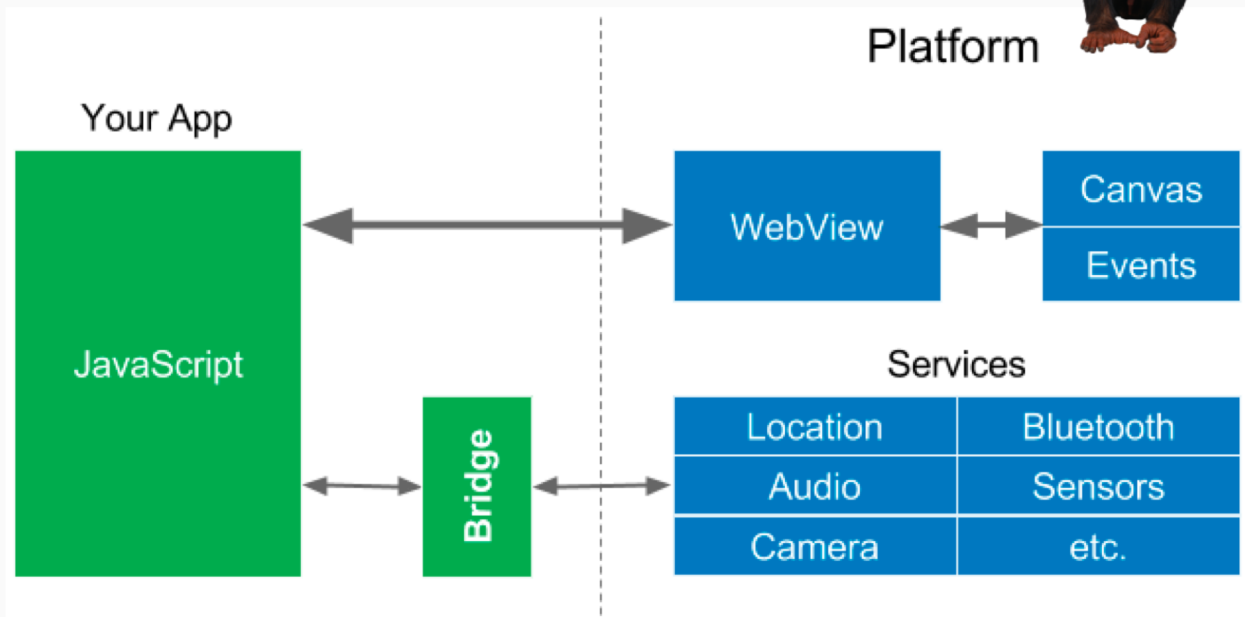 Platform
Your App
JavaScript
WebView
Canvas
Events
Bridge
Services
Location
Bluetooth
Audio
Sensors
Camera
etc.